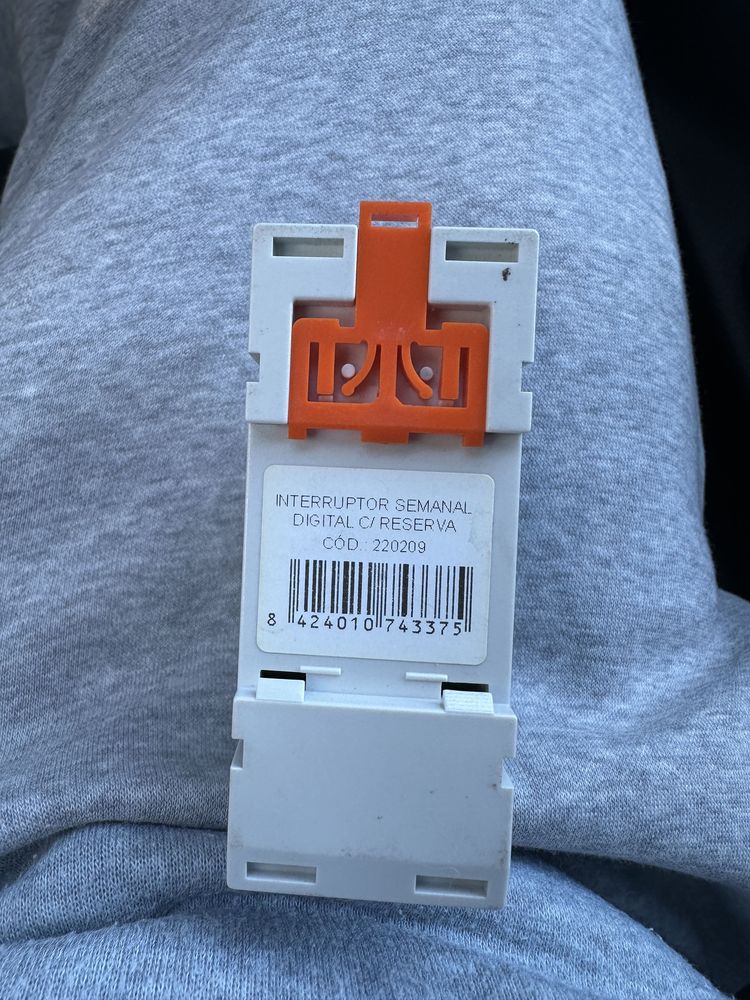 INTERRUPTOR SEMANAL
DIGITAL C/ RESERVA
CÓD.: 220209
8 424010 743375